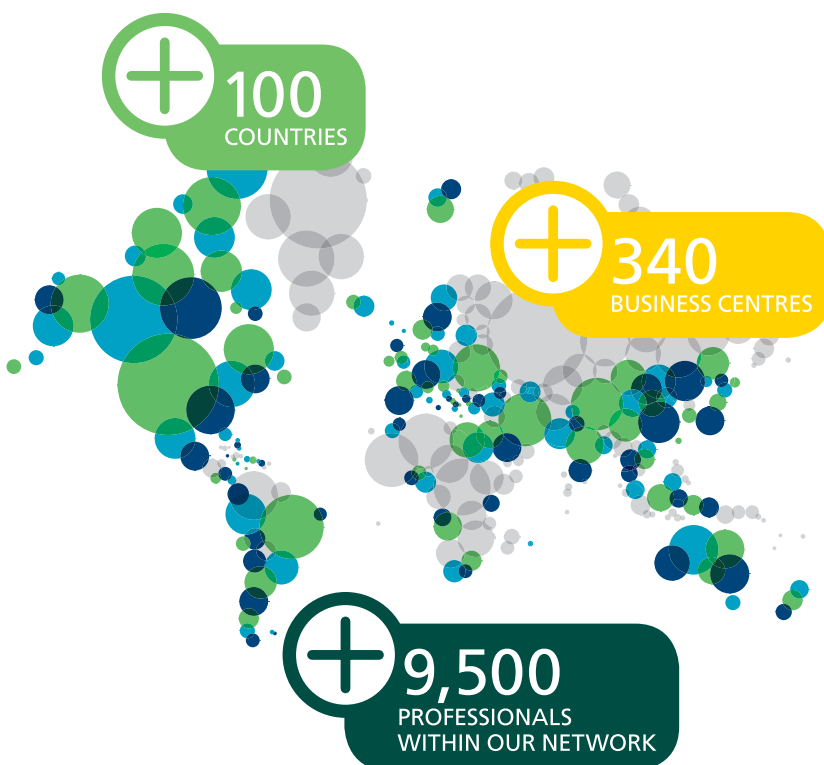 100
COUNTRIES
340
BUSINESS CENTRES
9,500
PROFESSIONALS
WITHIN OUR NETWORK